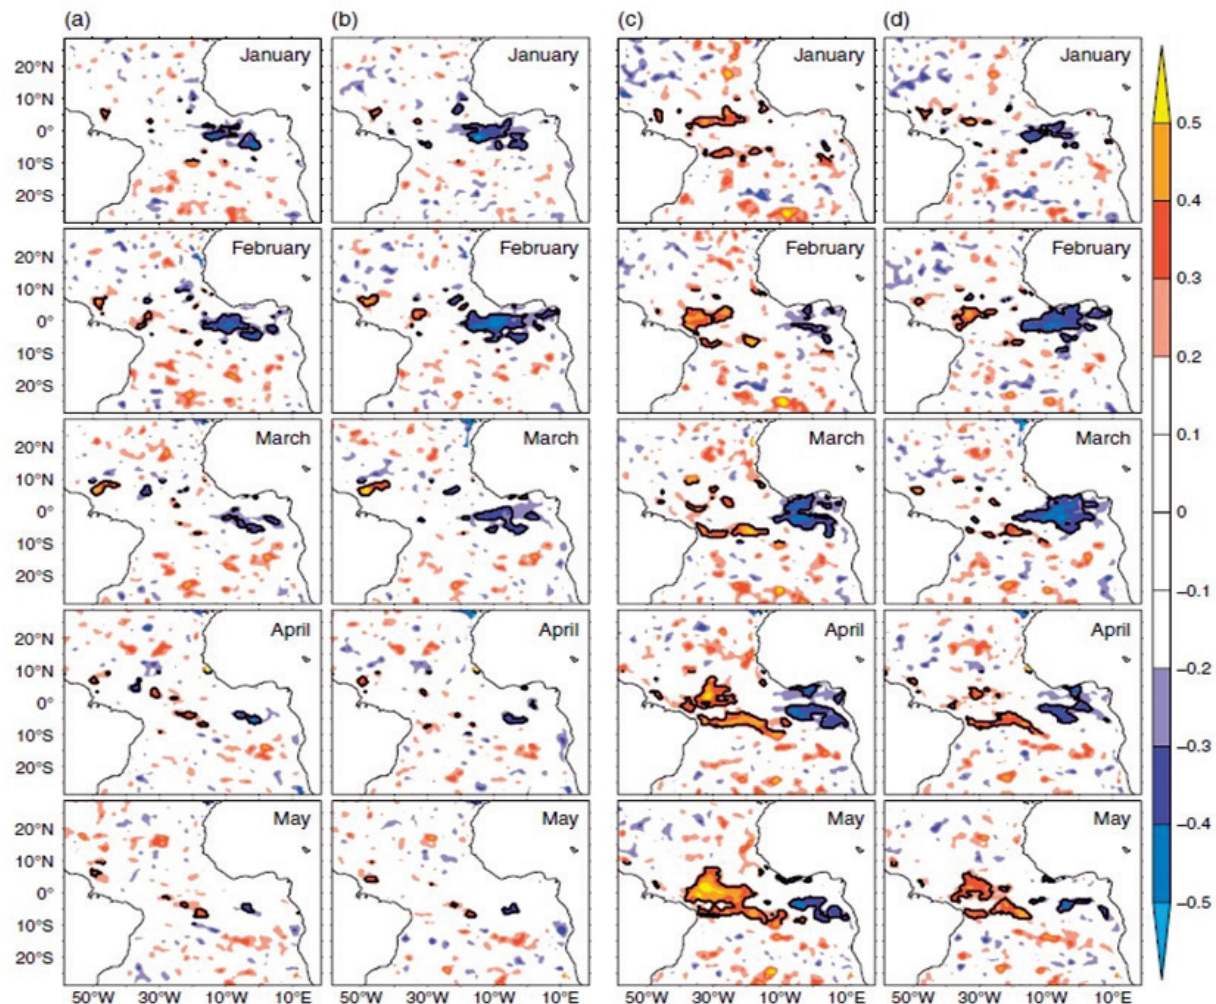 (a) (b) (c) (d)
January January January January
20°N
10°N
0°
10°S
20°S
February February February February
20°N
10°N
0°
10°S
20°S
March March March March
20°N
10°N
0°
10°S
20°S
April April April April
20°N
10°N
0°
10°S
20°S
May May May May
20°N
10°N
0°
10°S
20°S
50°W 30°W 10°W 10°E 50°W 30°W 10°W 10°E 50°W 30°W 10°W 10°E 50°W 30°W 10°W 10°E
0.5
0.4
0.3
0.2
0.1
0
−0.1
−0.2
−0.3
−0.4
−0.5